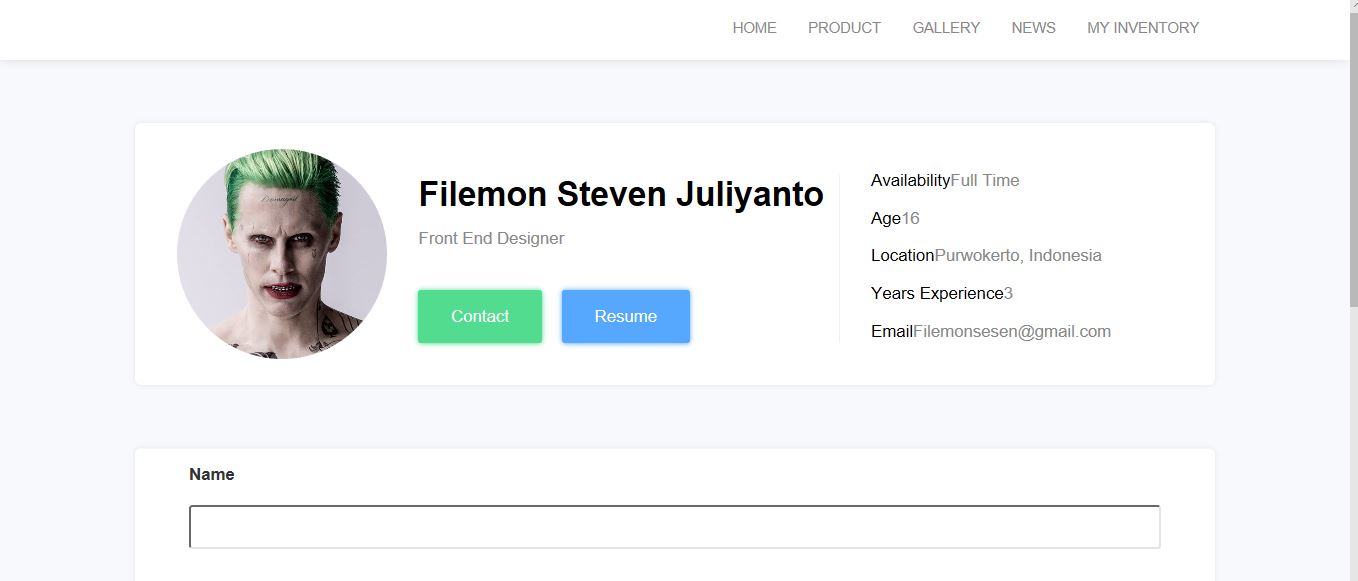 HOME PRODUCT GALLERY NEWS MY INVENTORY
Damaged
Filemon Steven Juliyanto
Front End Designer
Contact Resume
AvailabilityFull Time
Age16
LocationPurwokerto, Indonesia
Years Experience3
EmailFilemonsesen@gmail.com
Name